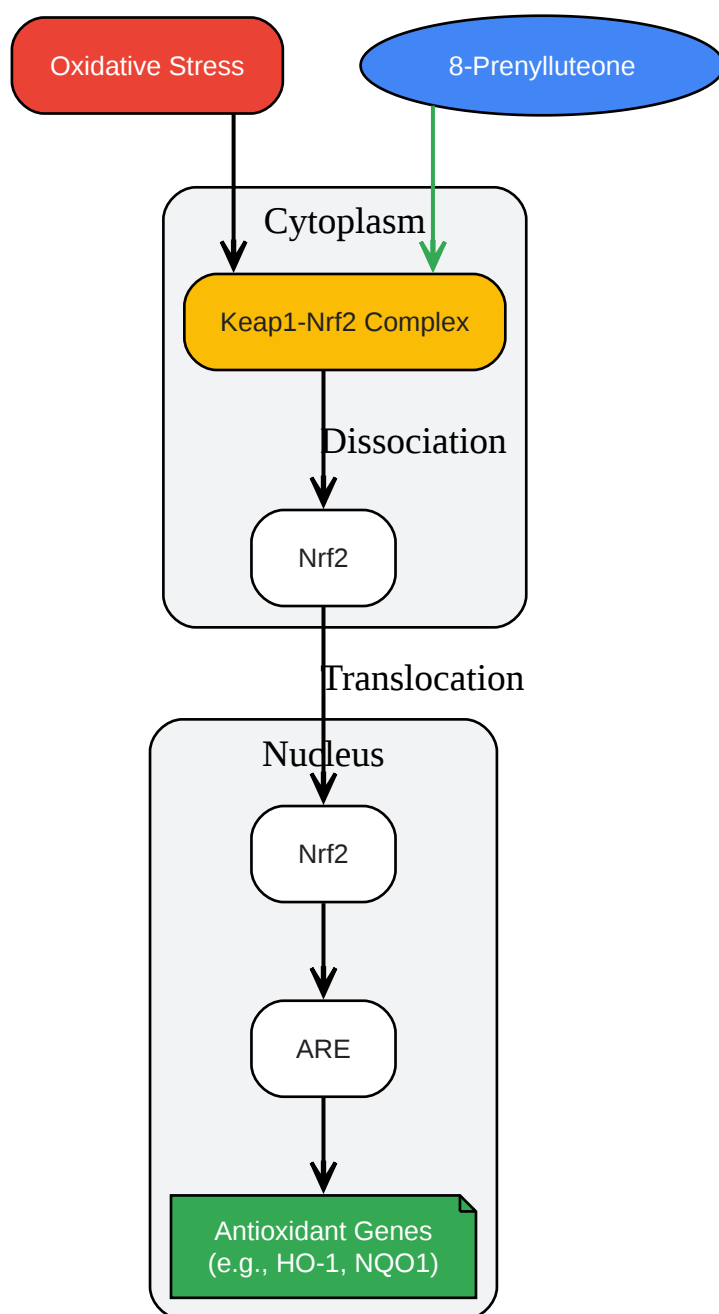 Oxidative Stress
8-Prenylluteone
Cytoplasm
Keap1-Nrf2 Complex
Dissociation
Nrf2
Translocation
Nucleus
Nrf2
ARE
Antioxidant Genes
(e.g., HO-1, NQO1)